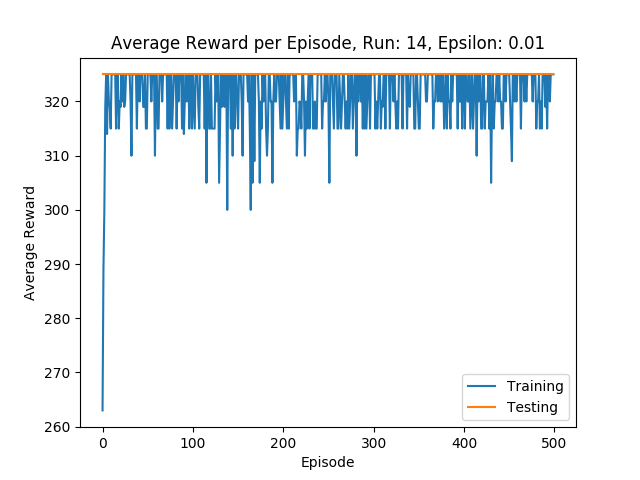 Average Reward per Episode, Run: 14, Epsilon: 0.01
320
310
300
290
280
270
260
Average Reward
0 100 200 300 400 500
Episode
Training
Testing